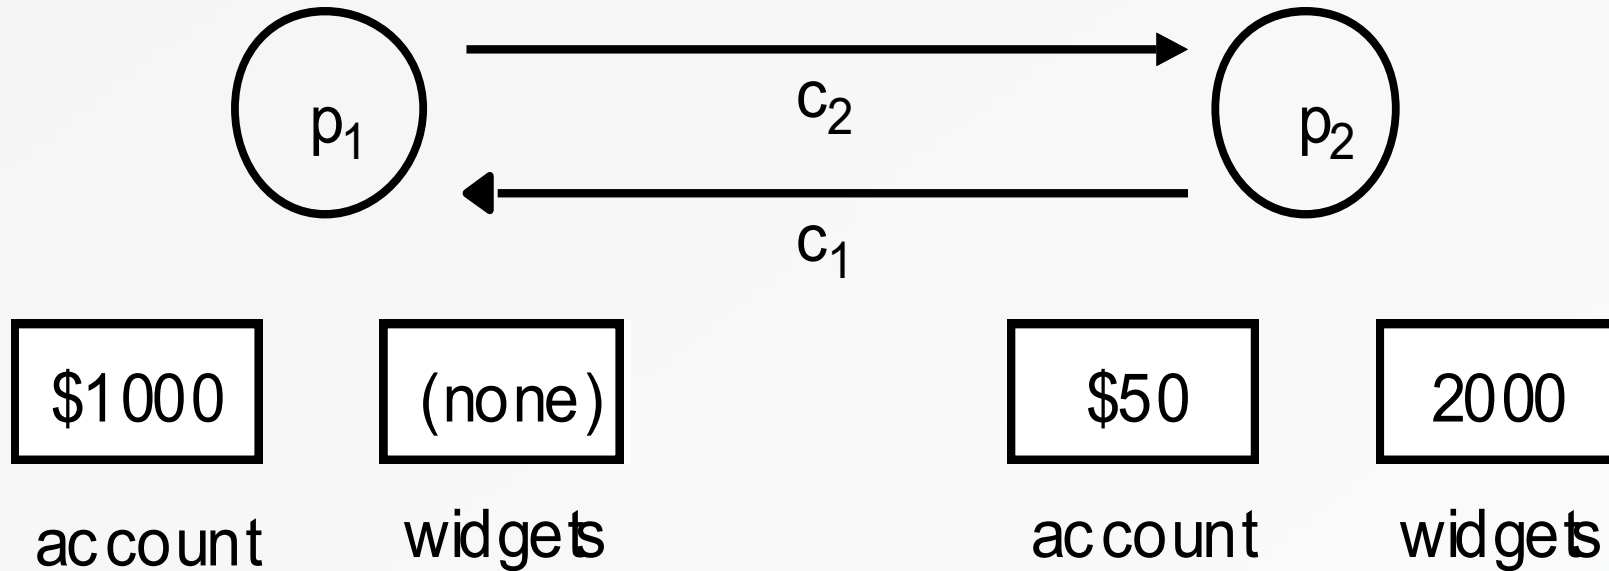 c₂
p₁ p₂
c₁
$1000 (none) $50 2000
account widgets account widgets